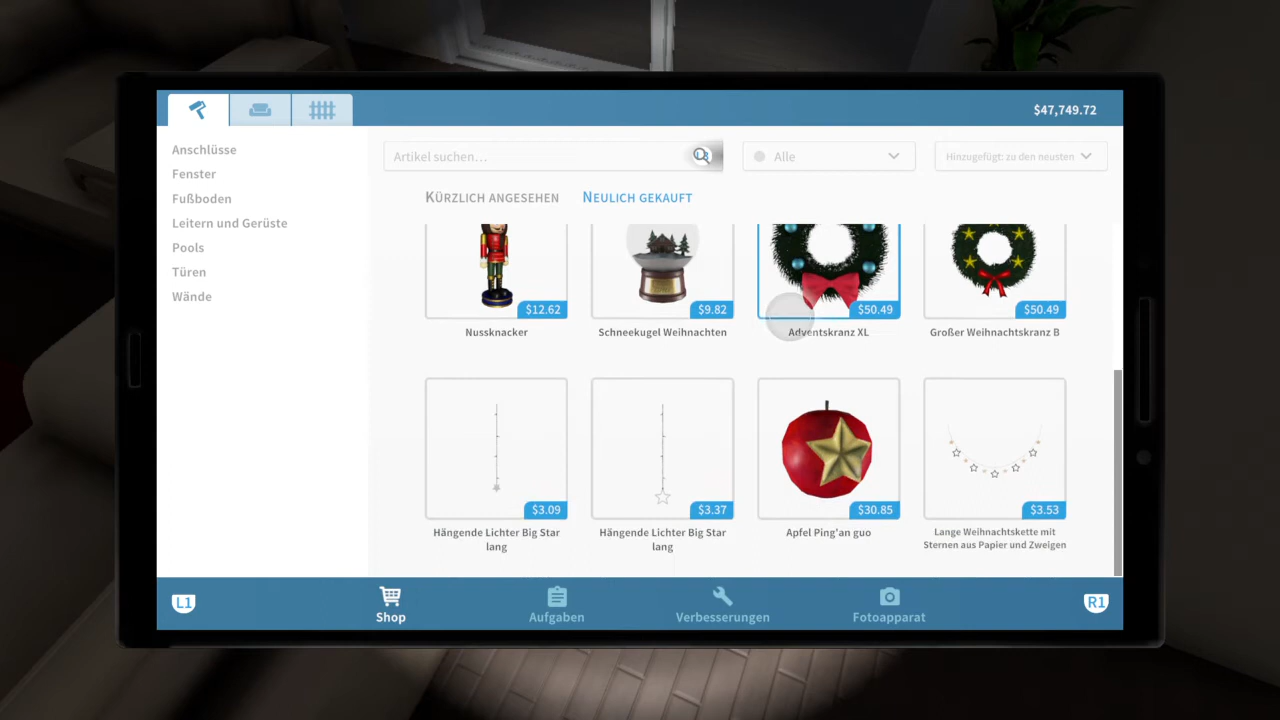 $47,749.72
Anschlüsse
Fenster
Fußboden
Leitern und Gerüste
Pools
Türen
Wände
Artikel suchen...
Alle
Hinzugefügt: zu den neusten
Kürzlich angesehen
Neulich gekauft
$12.62
$9.82
$50.49
$50.49
Nussknacker
Schneekugel Weihnachten
Adventskranz XL
Großer Weihnachtskranz B
$3.09
$3.37
$30.85
$3.53
Hängende Lichter Big Star
lang
Hängende Lichter Big Star
lang
Apfel Ping'an guo
Lange Weihnachtskette mit
Sternen aus Papier und Zweigen
L1
Shop
Aufgaben
Verbesserungen
Fotoapparat
R1